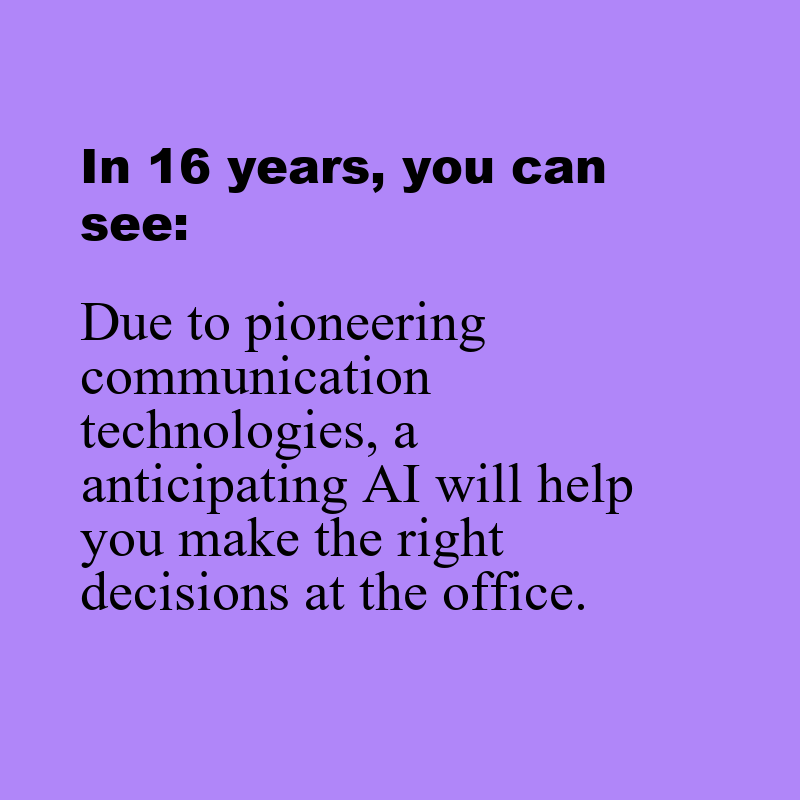 In 16 years, you can
see:
Due to pioneering
communication
technologies, a
anticipating AI will help
you make the right
decisions at the office.